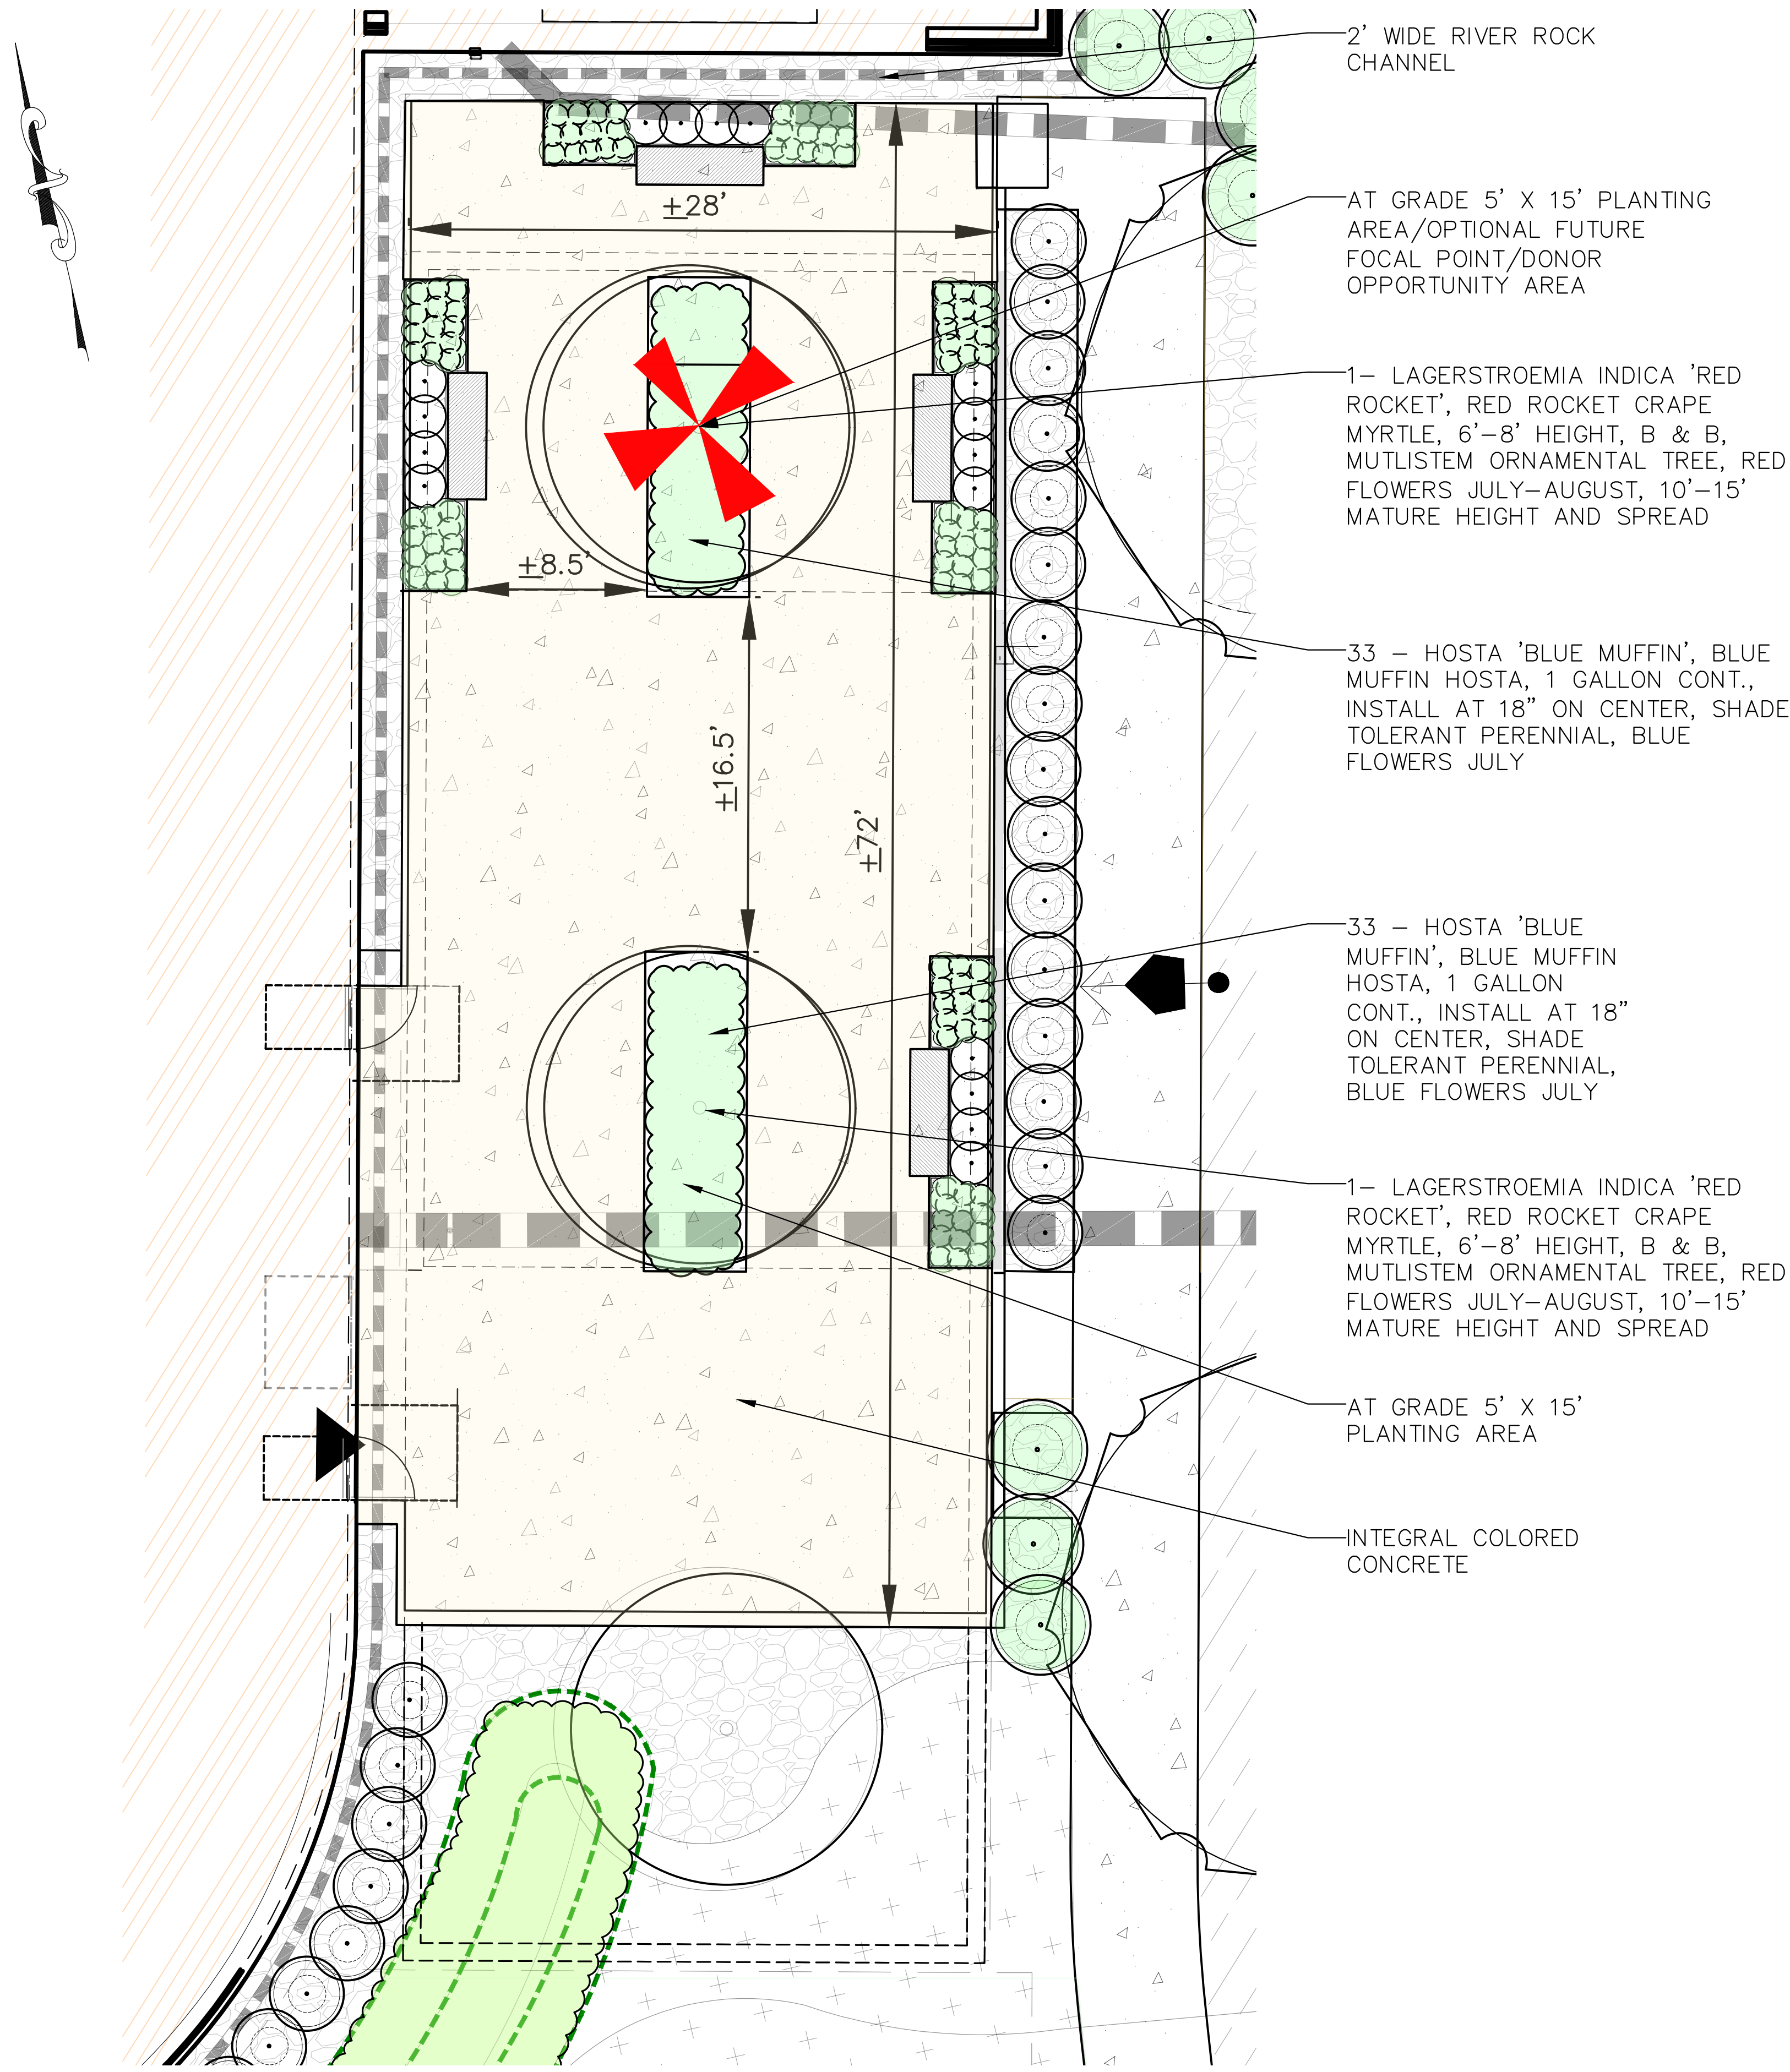 2' WIDE RIVER ROCK
CHANNEL
AT GRADE 5' X 15' PLANTING
AREA/OPTIONAL FUTURE
FOCAL POINT/DONOR
OPPORTUNITY AREA
±28'
1– LAGERSTROEMIA INDICA 'RED
ROCKET', RED ROCKET CRAPE
MYRTLE, 6'–8' HEIGHT, B & B,
MUTLISTEM ORNAMENTAL TREE, RED
FLOWERS JULY–AUGUST, 10'–15'
MATURE HEIGHT AND SPREAD
±8.5'
33 – HOSTA 'BLUE MUFFIN', BLUE
MUFFIN HOSTA, 1 GALLON CONT.,
INSTALL AT 18" ON CENTER, SHADE
TOLERANT PERENNIAL, BLUE
FLOWERS JULY
±16.5'
±72'
33 – HOSTA 'BLUE
MUFFIN', BLUE MUFFIN
HOSTA, 1 GALLON
CONT., INSTALL AT 18"
ON CENTER, SHADE
TOLERANT PERENNIAL,
BLUE FLOWERS JULY
1– LAGERSTROEMIA INDICA 'RED
ROCKET', RED ROCKET CRAPE
MYRTLE, 6'–8' HEIGHT, B & B,
MUTLISTEM ORNAMENTAL TREE, RED
FLOWERS JULY–AUGUST, 10'–15'
MATURE HEIGHT AND SPREAD
AT GRADE 5' X 15'
PLANTING AREA
INTEGRAL COLORED
CONCRETE